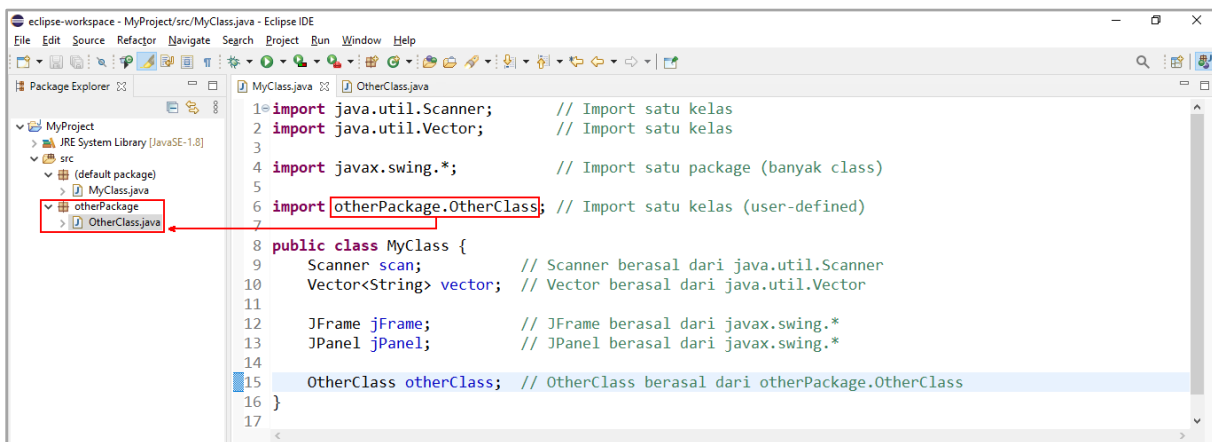 eclipse-workspace - MyProject/src/MyClass.java - Eclipse IDE
File Edit Source Refactor Navigate Search Project Run Window Help
Package Explorer
MyClass.java OtherClass.java
MyProject
JRE System Library [JavaSE-1.8]
src
(default package)
MyClass.java
otherPackage
OtherClass.java
1 import java.util.Scanner; // Import satu kelas
2 import java.util.Vector; // Import satu kelas
3
4 import javax.swing.*; // Import satu package (banyak class)
5
6 import otherPackage.OtherClass; // Import satu kelas (user-defined)
7
8 public class MyClass {
9 Scanner scan; // Scanner berasal dari java.util.Scanner
10 Vector<String> vector; // Vector berasal dari java.util.Vector
11
12 JFrame jFrame; // JFrame berasal dari javax.swing.*
13 JPanel jPanel; // JPanel berasal dari javax.swing.*
14
15 OtherClass otherClass; // OtherClass berasal dari otherPackage.OtherClass
16 }
17